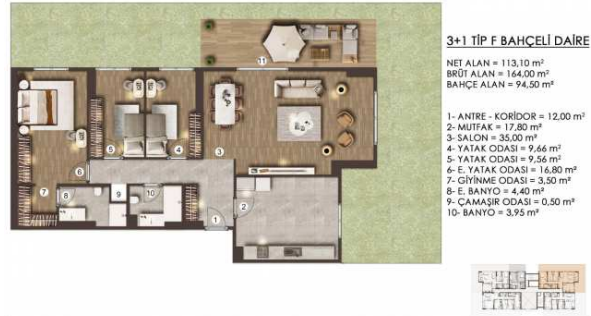 3+1 TİP F BAHÇELİ DAİRE
NET ALAN = 113,10 m²
BRÜT ALAN = 164,00 m²
BAHÇE ALAN = 94,50 m²
1- ANTRE - KORİDOR = 12,00 m²
2- MUTFAK = 17,80 m²
3- SALON = 35,00 m²
4- YATAK ODASI = 9,66 m²
5- YATAK ODASI = 9,56 m²
6- E. YATAK ODASI = 16,80 m²
7- GİYİNME ODASI = 3,50 m²
8- E. BANYO = 4,40 m²
9- ÇAMAŞIR ODASI = 0,50 m²
10- BANYO = 3,95 m²
11
5
4
3
6
7
8
9
10
2
1